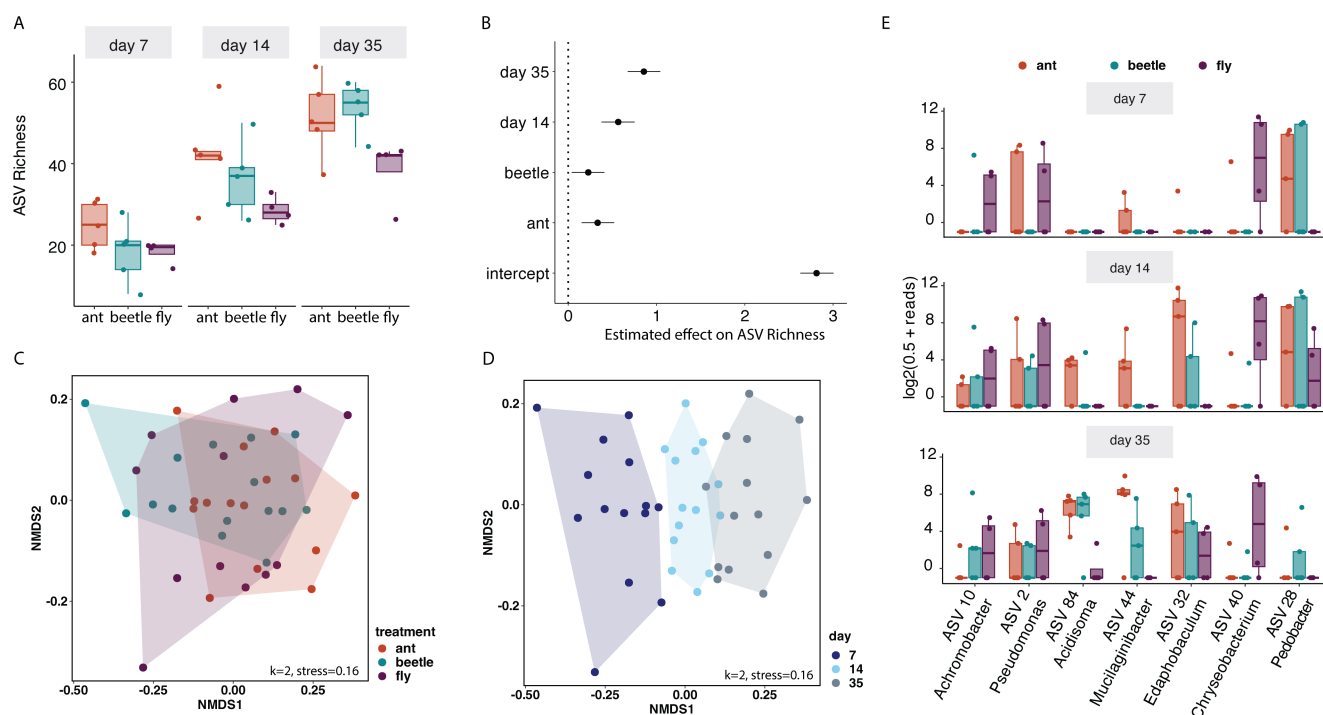 A
day 7
day 14
day 35
ASV Richness
60
40
20
ant beetle fly
ant beetle fly
ant beetle fly
B
day 35
day 14
beetle
ant
intercept
0
1
2
3
Estimated effect on ASV Richness
C
NMDS2
0.2
0.0
-0.2
-0.50
-0.25
0.00
0.25
NMDS1
k=2, stress=0.16
treatment
ant
beetle
fly
D
NMDS2
0.2
0.0
-0.2
-0.50
-0.25
0.00
0.25
NMDS1
k=2, stress=0.16
day
7
14
35
E
ant
beetle
fly
day 7
12
8
4
0
day 14
12
8
4
0
log2(0.5 + reads)
day 35
12
8
4
0
ASV 10
Achromobacter
ASV 2
Pseudomonas
ASV 84
Acidisoma
ASV 44
Mucilaginibacter
ASV 32
Edaphobaculum
ASV 40
Chryseobacterium
ASV 28
Pedobacter